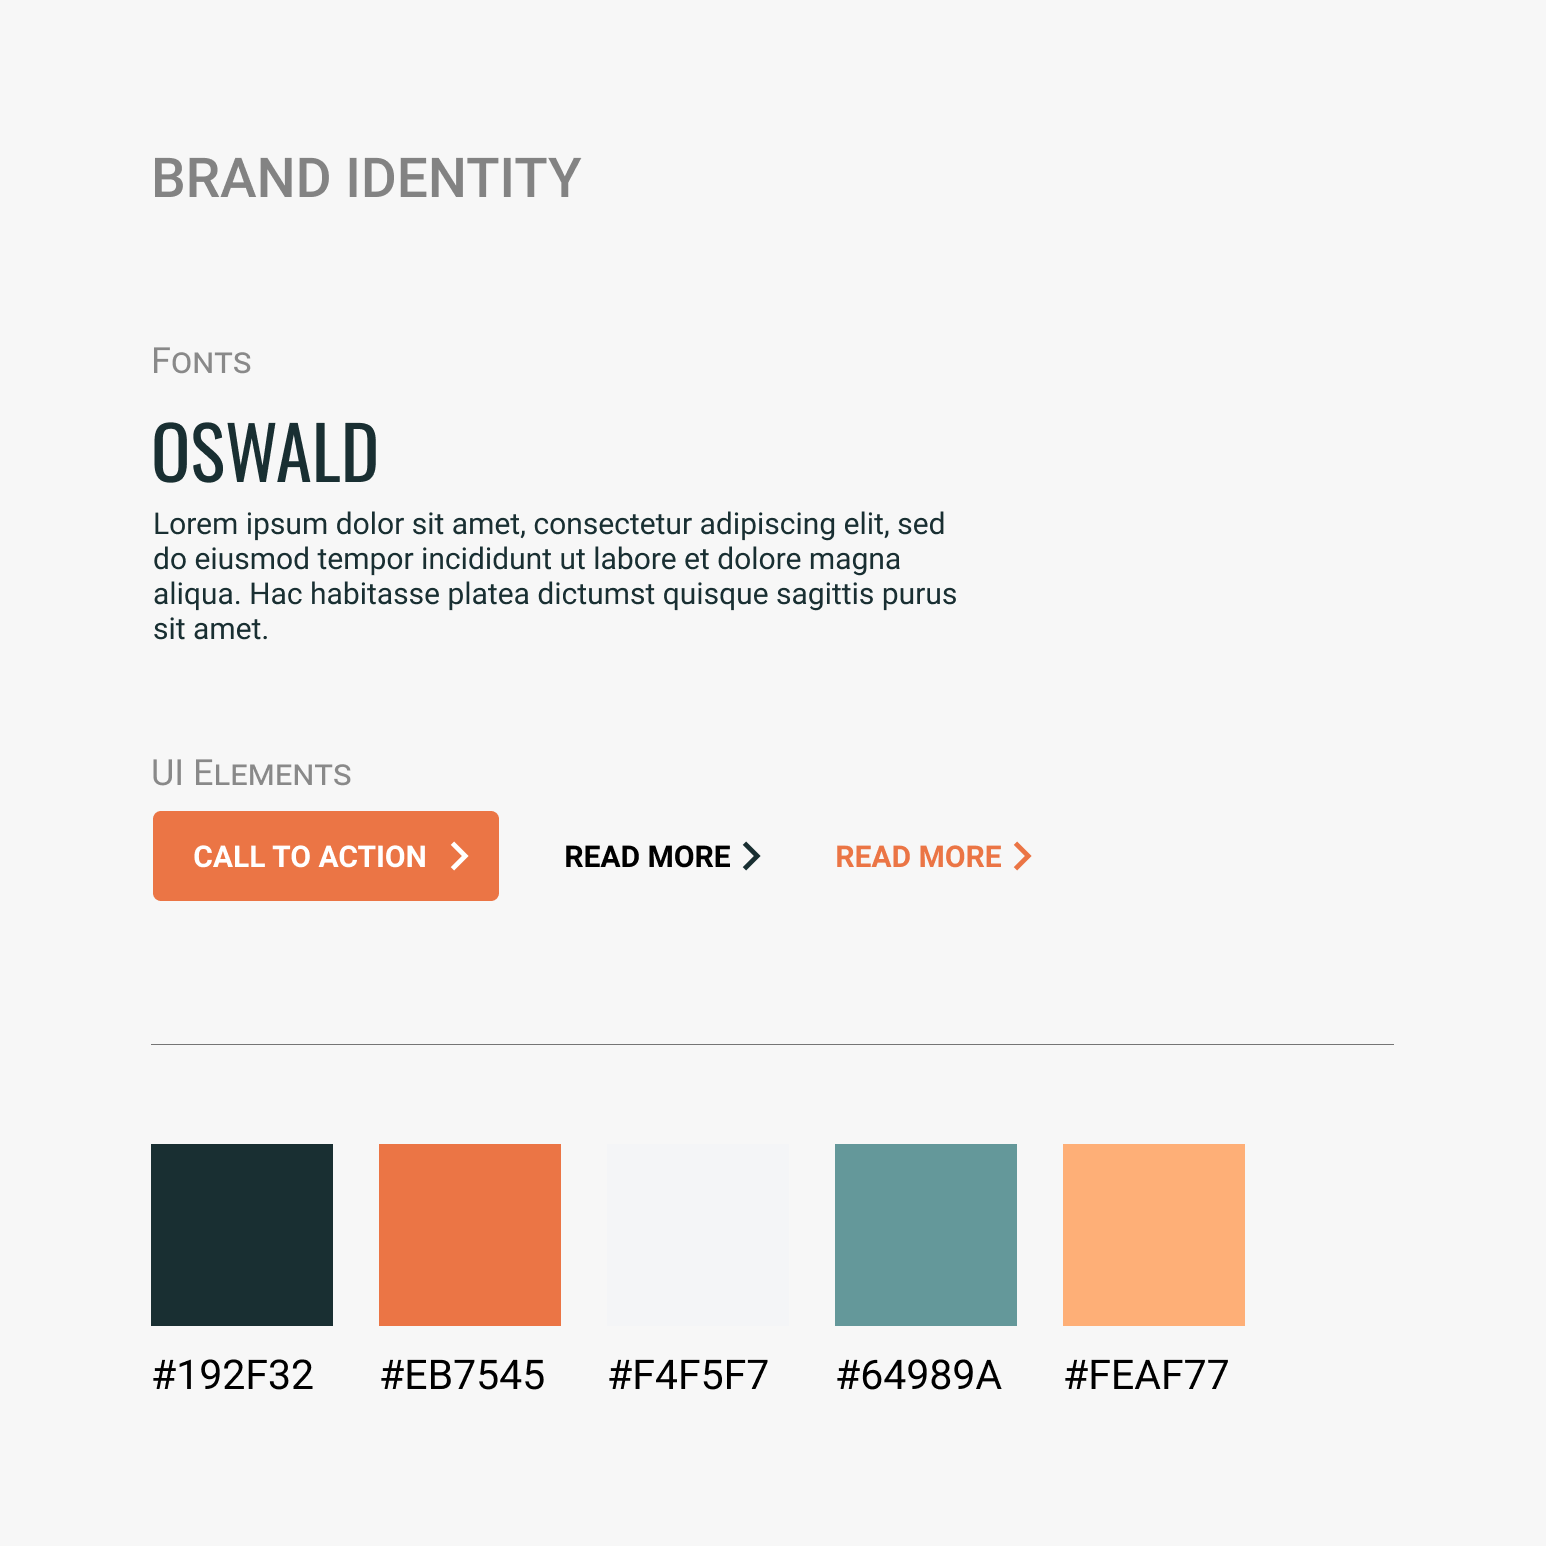 BRAND IDENTITY
Fonts
OSWALD
Lorem ipsum dolor sit amet, consectetur adipiscing elit, sed
do eiusmod tempor incididunt ut labore et dolore magna
aliqua. Hac habitasse platea dictumst quisque sagittis purus
sit amet.
UI Elements
CALL TO ACTION
READ MORE
READ MORE
#192F32
#EB7545
#F4F5F7
#64989A
#FEAF77